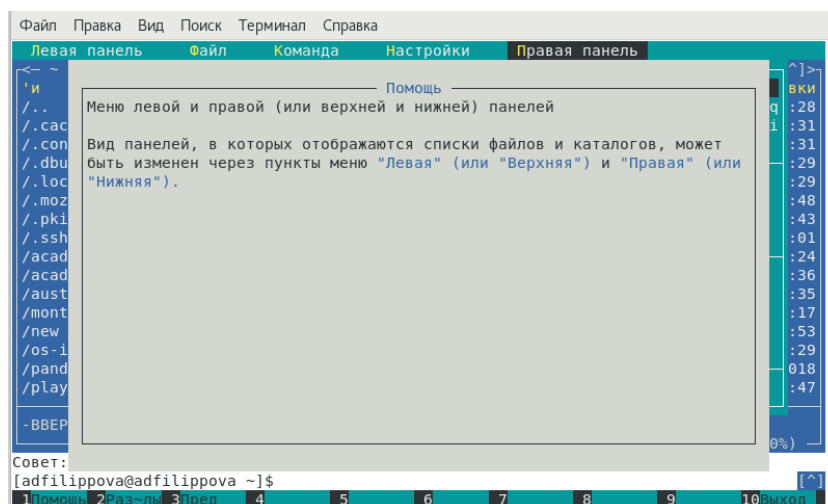 Файл Правка Вид Поиск Терминал Справка
Левая панель Файл Команда Настройки Правая панель
<— ~ ^]>
'и Помощь вки
/.. Меню левой и правой (или верхней и нижней) панелей q :28
/.cac i :31
/.con Вид панелей, в которых отображаются списки файлов и каталогов, может :31
/.dbu быть изменен через пункты меню "Левая" (или "Верхняя") и "Правая" (или :29
/.loc "Нижняя"). :29
/.moz :48
/.pki :43
/.ssh :01
/acad :24
/acad :36
/aust :35
/mont :17
/new :53
/os-i :29
/pand 018
/play :47
-ВВЕР
0%)
Совет:
[adfilippova@adfilippova ~]$ [^]
1Помощь 2Раз~лы 3Пред 4 5 6 7 8 9 10Выход